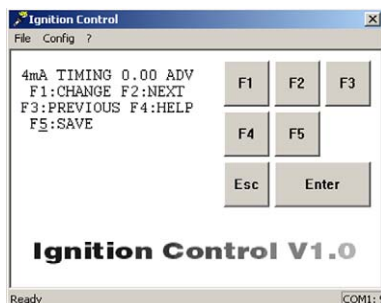 Ignition Control
File Config ?
4mA TIMING 0.00 ADV
F1:CHANGE F2:NEXT
F3:PREVIOUS F4:HELP
F5:SAVE
F1 F2 F3
F4 F5
Esc Enter
Ignition Control V1.0
Ready COM1: